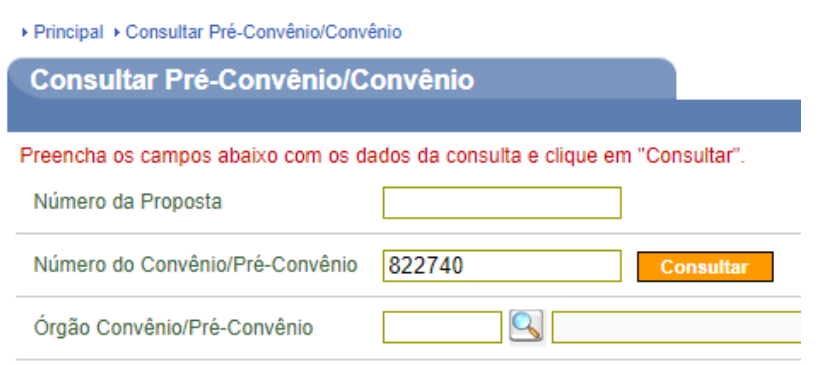 Principal Consultar Pré-Convênio/Convênio
Consultar Pré-Convênio/Convênio
Preencha os campos abaixo com os dados da consulta e clique em "Consultar".
Número da Proposta
Número do Convênio/Pré-Convênio 822740 Consultar
Órgão Convênio/Pré-Convênio